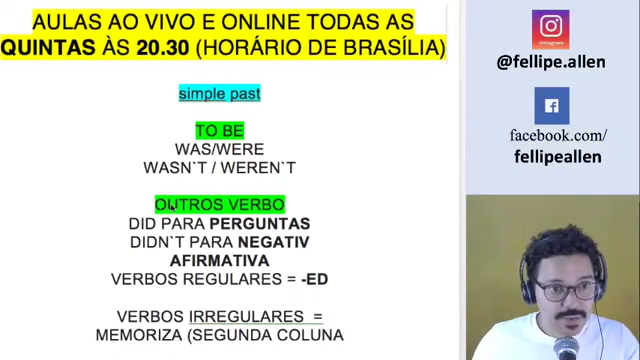 AULAS AO VIVO E ONLINE TODAS AS
QUINTAS ÀS 20.30 (HORÁRIO DE BRASÍLIA)
simple past
TO BE
WAS/WERE
WASN`T / WEREN`T
OUTROS VERBO
DID PARA PERGUNTAS
DIDN`T PARA NEGATIV
AFIRMATIVA
VERBOS REGULARES = -ED
VERBOS IRREGULARES =
MEMORIZA (SEGUNDA COLUNA
Instagram
@fellipe.allen
facebook.com/
fellipeallen